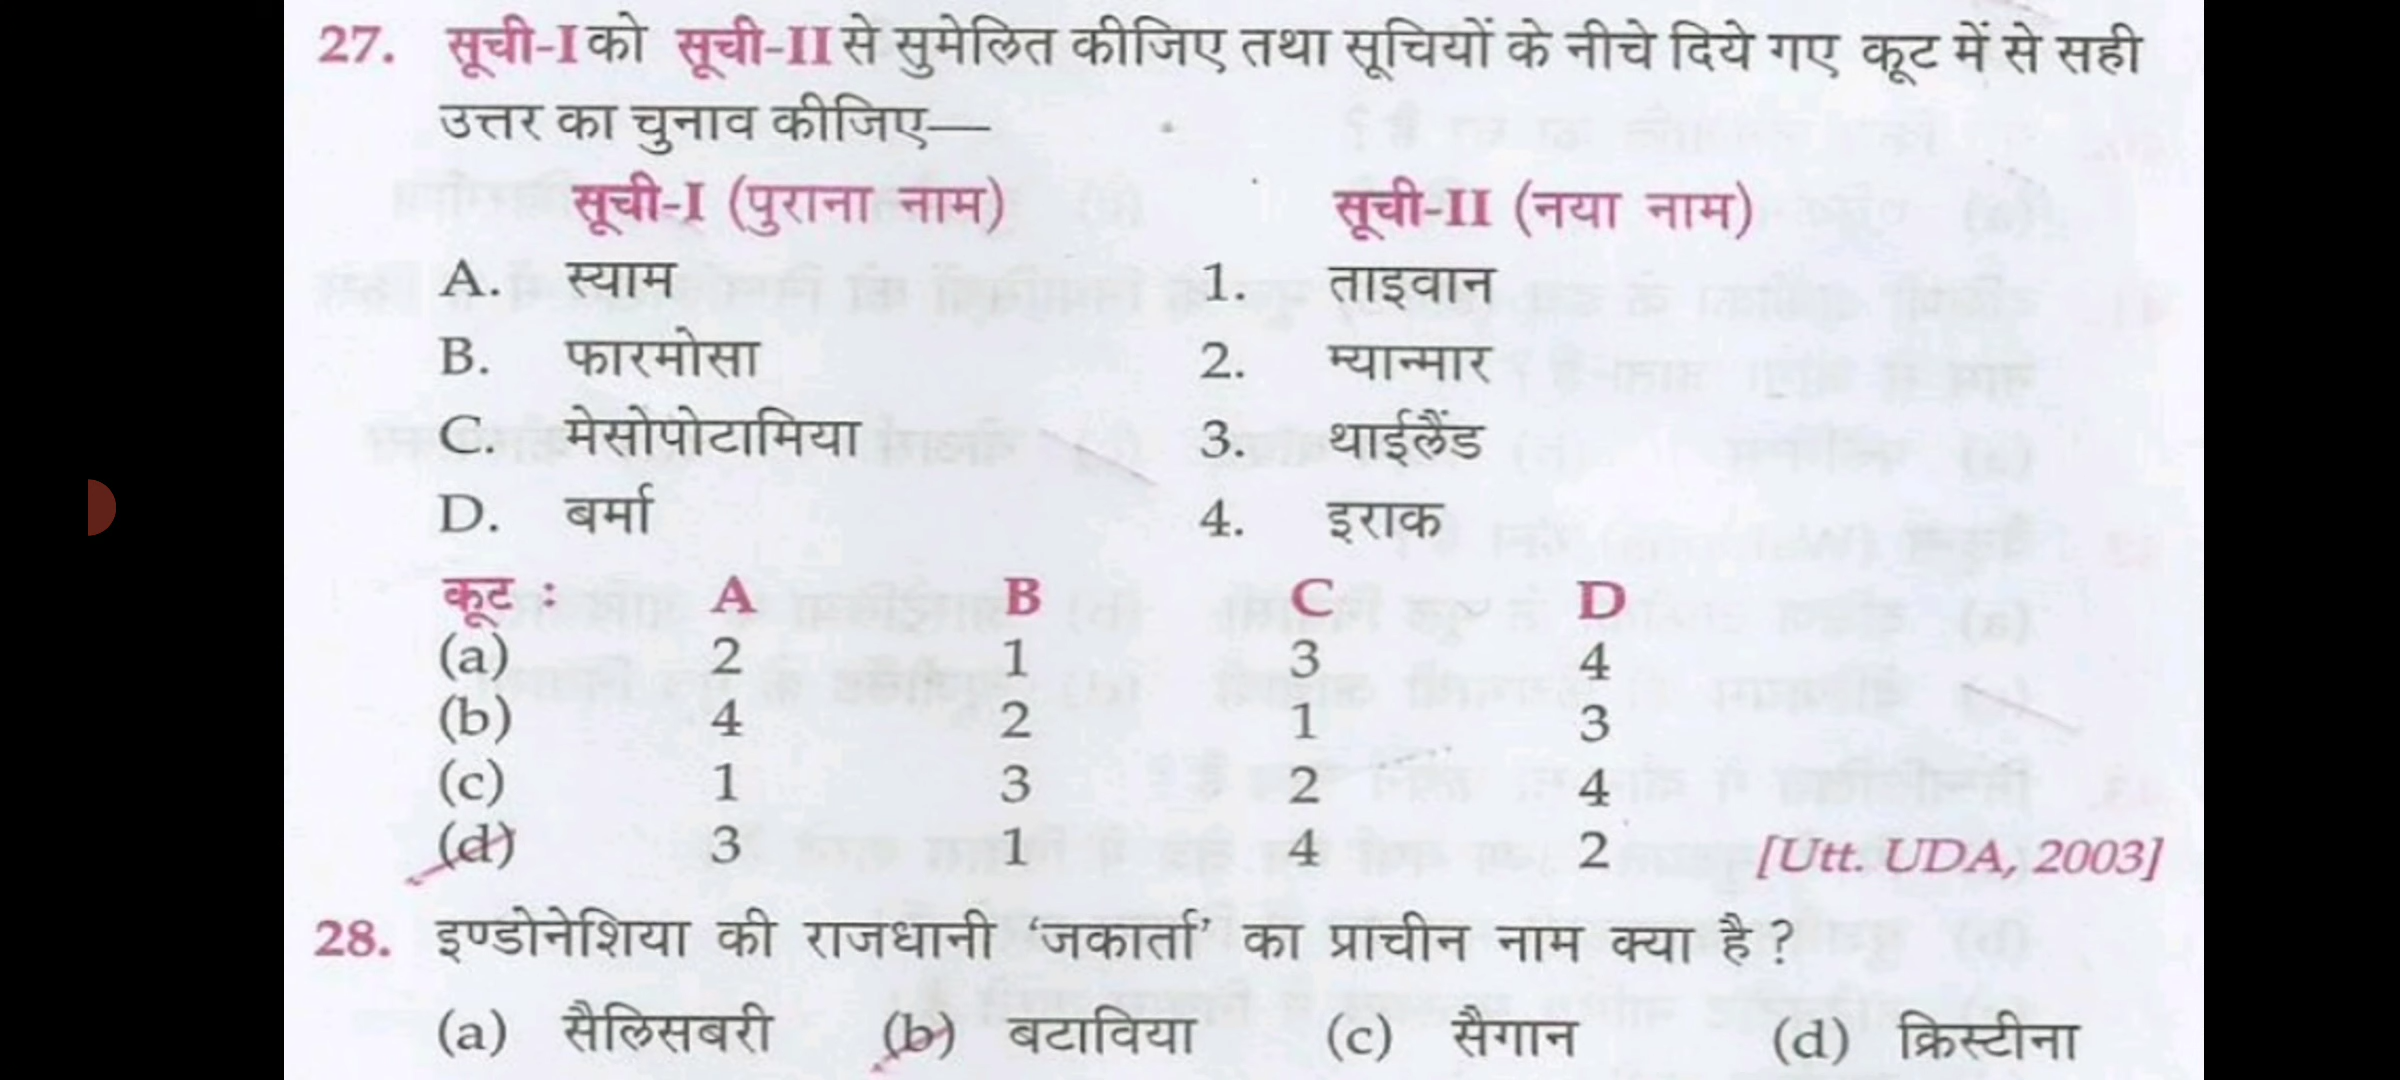 27. सूची-I को सूची-II से सुमेलित कीजिए तथा सूचियों के नीचे दिये गए कूट में से सही
उत्तर का चुनाव कीजिए—
सूची-I (पुराना नाम) सूची-II (नया नाम)
A. स्याम 1. ताइवान
B. फारमोसा 2. म्यान्मार
C. मेसोपोटामिया 3. थाईलैंड
D. बर्मा 4. इराक
कूट : A B C D
(a) 2 1 3 4
(b) 4 2 1 3
(c) 1 3 2 4
(d) 3 1 4 2 [Utt. UDA, 2003]
28. इण्डोनेशिया की राजधानी ‘जकार्ता’ का प्राचीन नाम क्या है ?
(a) सैलिसबरी (b) बटाविया (c) सैगान (d) क्रिस्टीना